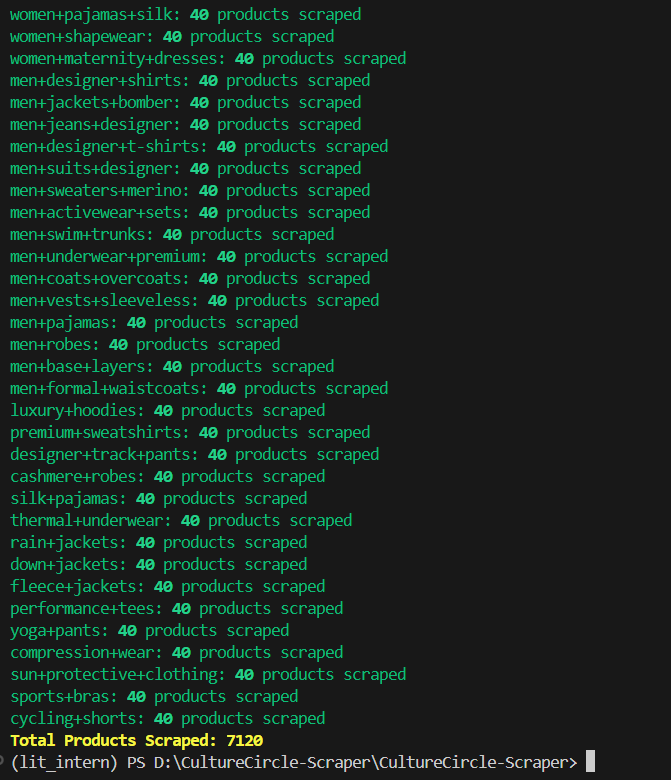 women+pajamas+silk: 40 products scraped
women+shapewear: 40 products scraped
women+maternity+dresses: 40 products scraped
men+designer+shirts: 40 products scraped
men+jackets+bomber: 40 products scraped
men+jeans+designer: 40 products scraped
men+designer+t-shirts: 40 products scraped
men+suits+designer: 40 products scraped
men+sweaters+merino: 40 products scraped
men+activewear+sets: 40 products scraped
men+swim+trunks: 40 products scraped
men+underwear+premium: 40 products scraped
men+coats+overcoats: 40 products scraped
men+vests+sleeveless: 40 products scraped
men+pajamas: 40 products scraped
men+robes: 40 products scraped
men+base+layers: 40 products scraped
men+formal+waistcoats: 40 products scraped
luxury+hoodies: 40 products scraped
premium+sweatshirts: 40 products scraped
designer+track+pants: 40 products scraped
cashmere+robes: 40 products scraped
silk+pajamas: 40 products scraped
thermal+underwear: 40 products scraped
rain+jackets: 40 products scraped
down+jackets: 40 products scraped
fleece+jackets: 40 products scraped
performance+tees: 40 products scraped
yoga+pants: 40 products scraped
compression+wear: 40 products scraped
sun+protective+clothing: 40 products scraped
sports+bras: 40 products scraped
cycling+shorts: 40 products scraped
Total Products Scraped: 7120
(lit_intern) PS D:\CultureCircle-Scraper\CultureCircle-Scraper>